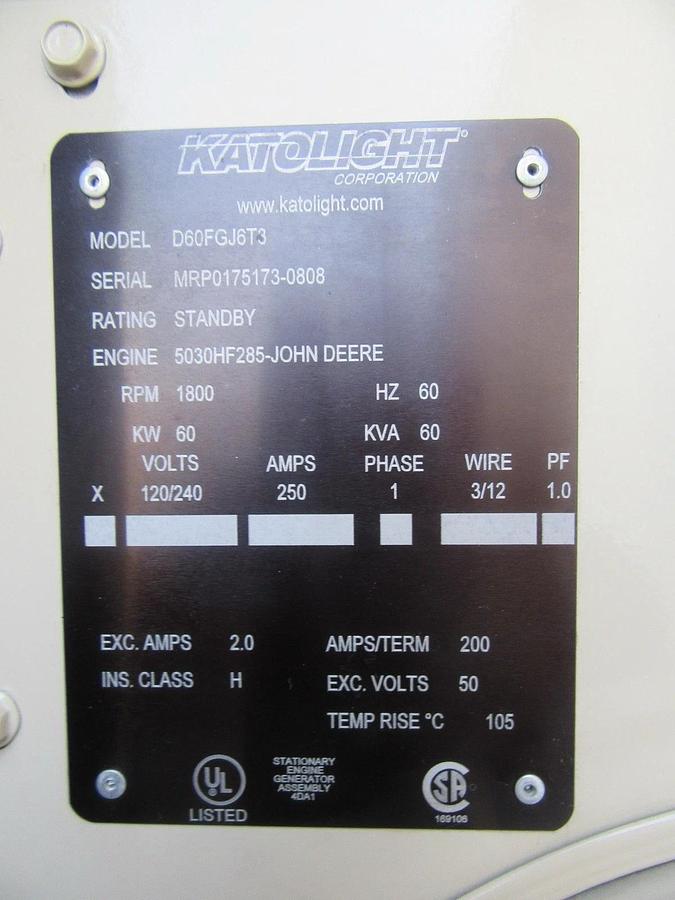 KATOLIGHT®
CORPORATION
www.katolight.com
MODEL D60FGJ6T3
SERIAL MRP0175173-0808
RATING STANDBY
ENGINE 5030HF285-JOHN DEERE
RPM 1800 HZ 60
KW 60 KVA 60
VOLTS AMPS PHASE WIRE PF
X 120/240 250 1 3/12 1.0
EXC. AMPS 2.0 AMPS/TERM 200
INS. CLASS H EXC. VOLTS 50
TEMP RISE °C 105
UL
LISTED
STATIONARY
ENGINE
GENERATOR
ASSEMBLY
4DA1
SA
169106